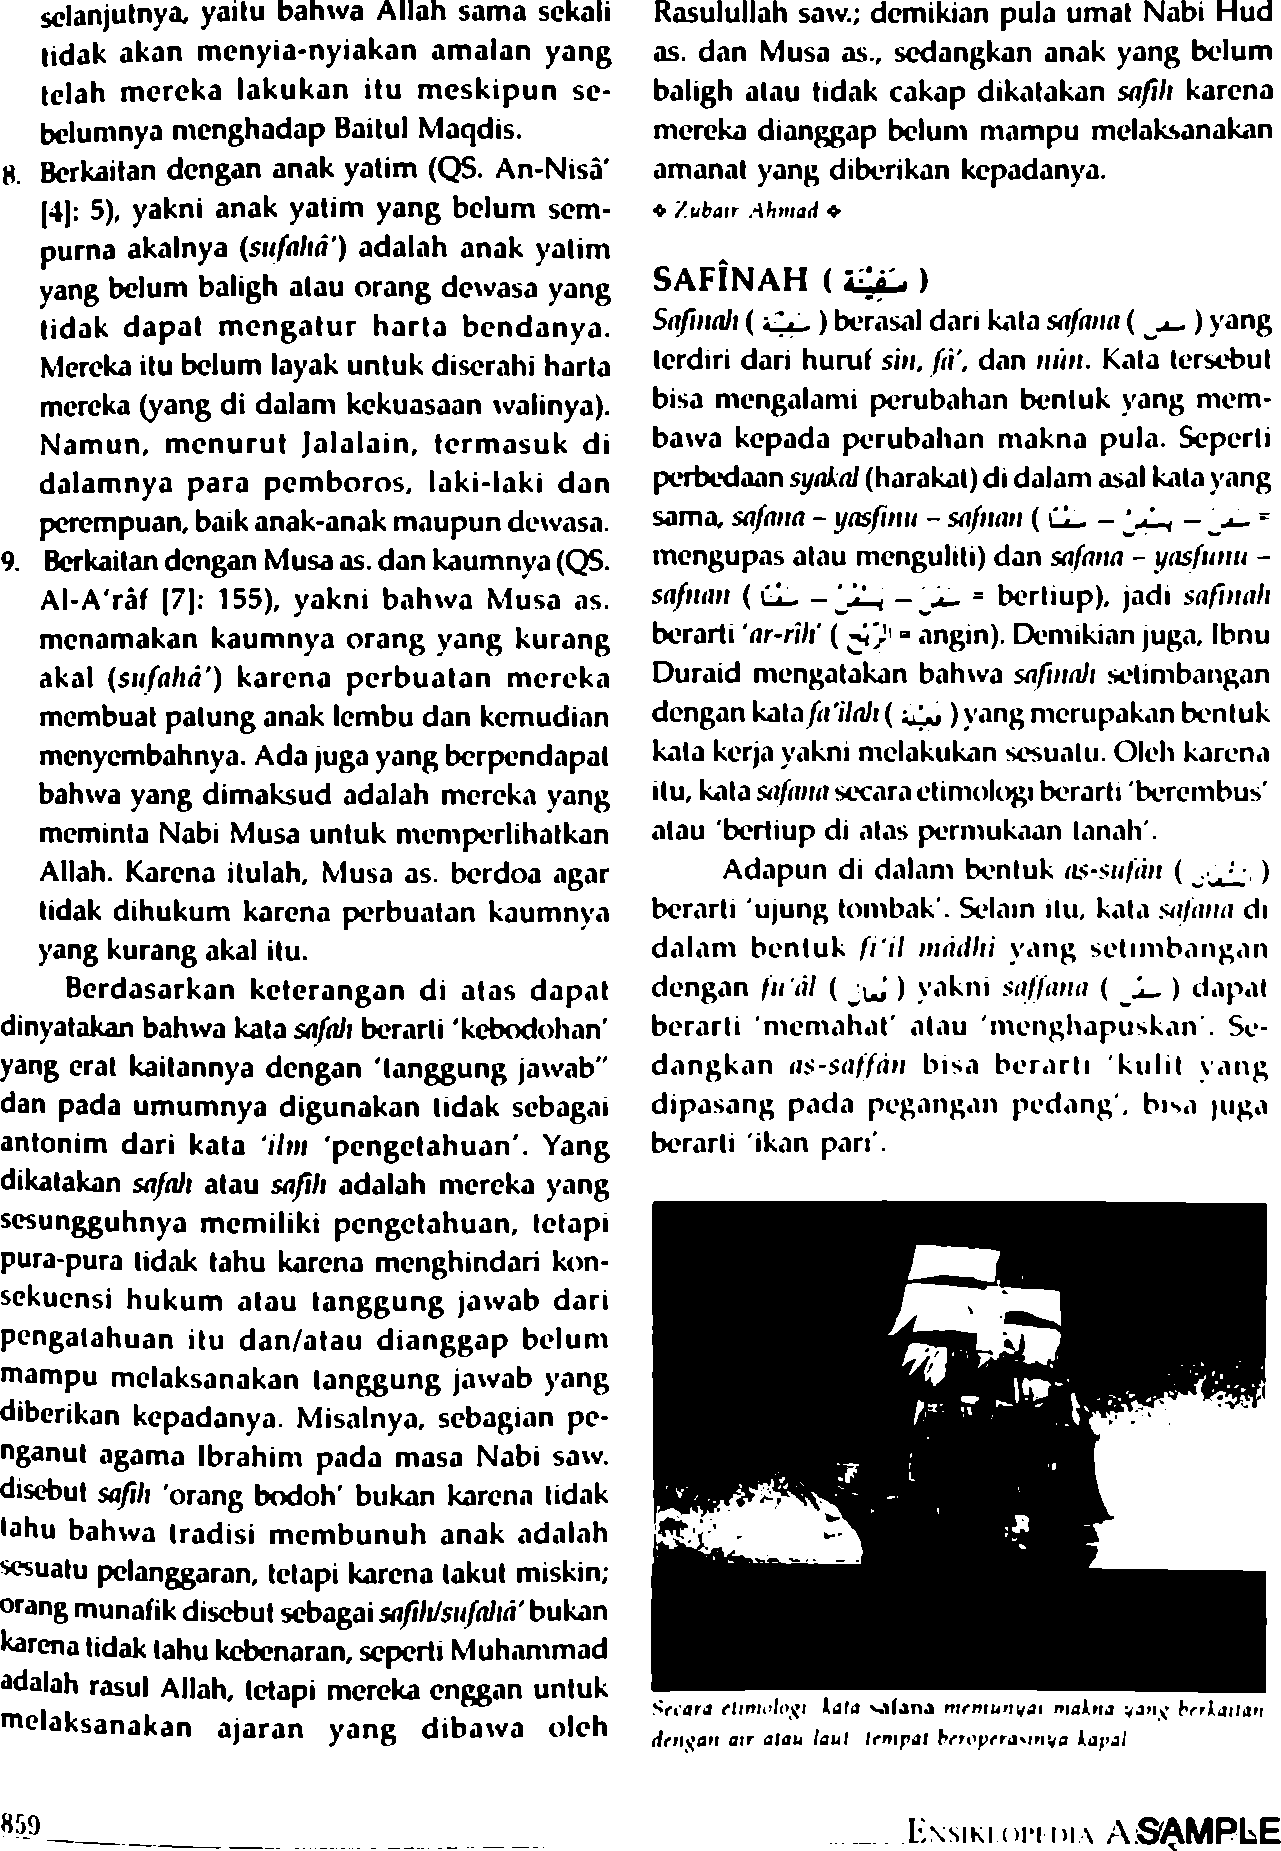 selanjutnya, yaitu bahwa Allah sama sekali
tidak akan menyia-nyiakan amalan yang
telah mereka lakukan itu meskipun se-
belumnya menghadap Baitul Maqdis.
8. Berkaitan dengan anak yatim (QS. An-Nisâ'
[4]: 5), yakni anak yatim yang belum sem-
purna akalnya (sufahâ') adalah anak yatim
yang belum baligh atau orang dewasa yang
tidak dapat mengatur harta bendanya.
Mereka itu belum layak untuk diserahi harta
mereka (yang di dalam kekuasaan walinya).
Namun, menurut Jalalain, termasuk di
dalamnya para pemboros, laki-laki dan
perempuan, baik anak-anak maupun dewasa.
9. Berkaitan dengan Musa as. dan kaumnya (QS.
Al-A'râf [7]: 155), yakni bahwa Musa as.
menamakan kaumnya orang yang kurang
akal (sufahâ') karena perbuatan mereka
membuat patung anak lembu dan kemudian
menyembahnya. Ada juga yang berpendapat
bahwa yang dimaksud adalah mereka yang
meminta Nabi Musa untuk memperlihatkan
Allah. Karena itulah, Musa as. berdoa agar
tidak dihukum karena perbuatan kaumnya
yang kurang akal itu.
Berdasarkan keterangan di atas dapat
dinyatakan bahwa kata safah berarti 'kebodohan'
yang erat kaitannya dengan 'tanggung jawab"
dan pada umumnya digunakan tidak sebagai
antonim dari kata 'ilm 'pengetahuan'. Yang
dikatakan safah atau safih adalah mereka yang
sesungguhnya memiliki pengetahuan, tetapi
pura-pura tidak tahu karena menghindari kon-
sekuensi hukum atau tanggung jawab dari
pengatahuan itu dan/atau dianggap belum
mampu melaksanakan tanggung jawab yang
diberikan kepadanya. Misalnya, sebagian pe-
nganut agama Ibrahim pada masa Nabi saw.
disebut safih 'orang bodoh' bukan karena tidak
tahu bahwa tradisi membunuh anak adalah
sesuatu pelanggaran, tetapi karena takut miskin;
orang munafik disebut sebagai safih/sufahâ' bukan
karena tidak tahu kebenaran, seperti Muhammad
adalah rasul Allah, tetapi mereka enggan untuk
melaksanakan ajaran yang dibawa oleh
Rasulullah saw.; demikian pula umat Nabi Hud
as. dan Musa as., sedangkan anak yang belum
baligh atau tidak cakap dikatakan safih karena
mereka dianggap belum mampu melaksanakan
amanat yang diberikan kepadanya.
✦ Zubair Ahmad ✦
SAFÎNAH ( سَفِيْنَة )
Safinah ( سفينة ) berasal dari kata safana ( سفن ) yang
terdiri dari huruf sin, fâ', dan nûn. Kata tersebut
bisa mengalami perubahan bentuk yang mem-
bawa kepada perubahan makna pula. Seperti
perbedaan syakal (harakat) di dalam asal kata yang
sama, safana – yasfinu – safnan ( =
mengupas atau menguliti) dan safana – yasfunu –
safnan ( = bertiup), jadi safinah
berarti 'ar-rîh' ( الريح = angin). Demikian juga, Ibnu
Duraid mengatakan bahwa safinah setimbangan
dengan kata fa'ilah ( فعيلة ) yang merupakan bentuk
kata kerja yakni melakukan sesuatu. Oleh karena
itu, kata safana secara etimologi berarti 'berembus'
atau 'bertiup di atas permukaan tanah'.
Adapun di dalam bentuk as-sufân ( )
berarti 'ujung tombak'. Selain itu, kata safana di
dalam bentuk fi'il mâdhi yang setimbangan
dengan fu'âl ( ) yakni saffana ( ) dapat
berarti 'memahat' atau 'menghapuskan'. Se-
dangkan as-saffân bisa berarti 'kulit yang
dipasang pada pegangan pedang', bisa juga
berarti 'ikan pari'.
Secara etimologi kata safana mempunyai makna yang berkaitan
dengan air atau laut tempat beroperasinya kapal
859
ENSIKLOPEDIA A SAMPLE